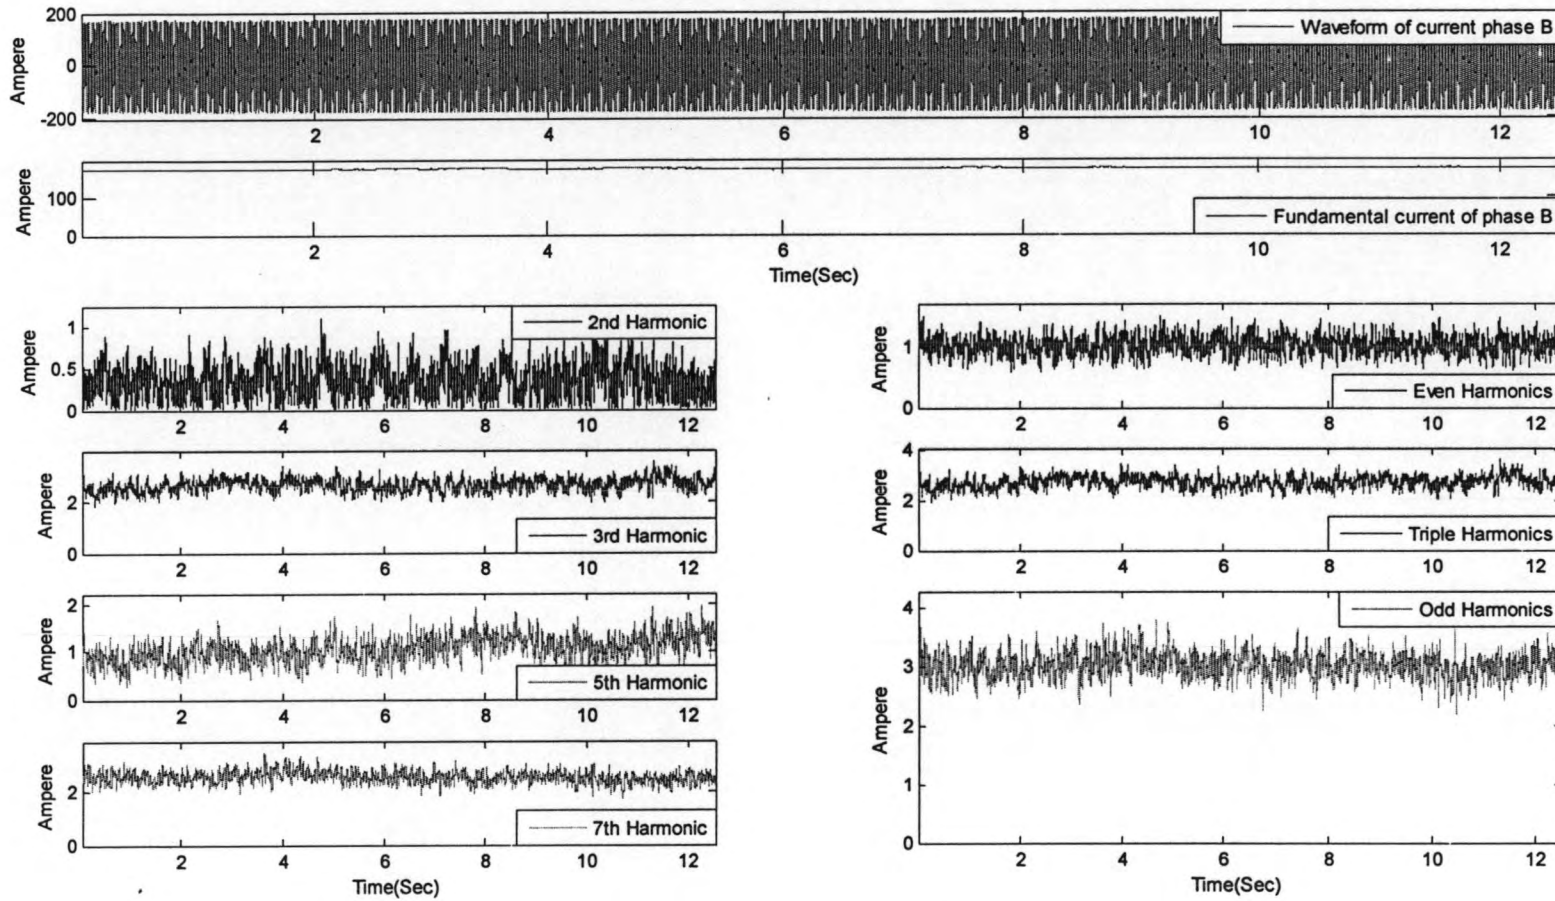 200
Waveform of current phase B
Ampere
0
-200
2 4 6 8 10 12
Ampere
100
Fundamental current of phase B
0
2 4 6 8 10 12
Time(Sec)
1
2nd Harmonic
Ampere
0.5
0
2 4 6 8 10 12
Ampere
2
3rd Harmonic
0
2 4 6 8 10 12
2
Ampere
1
5th Harmonic
0
2 4 6 8 10 12
Ampere
2
7th Harmonic
0
2 4 6 8 10 12
Time(Sec)
Ampere
1
Even Harmonics
0
2 4 6 8 10 12
4
Ampere
2
Triple Harmonics
0
2 4 6 8 10 12
4
Odd Harmonics
3
Ampere
2
1
0
2 4 6 8 10 12
Time(Sec)